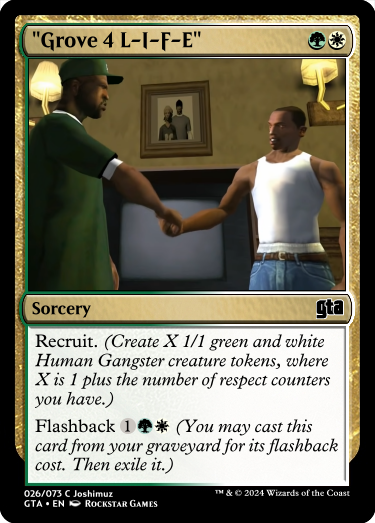 "Grove 4 L-I-F-E"
Sorcery
gta
Recruit. (Create X 1/1 green and white
Human Gangster creature tokens, where
X is 1 plus the number of respect counters
you have.)
Flashback 1 (You may cast this
card from your graveyard for its flashback
cost. Then exile it.)
026/073 C Joshimuz
GTA • EN Rockstar Games
™ & © 2024 Wizards of the Coast